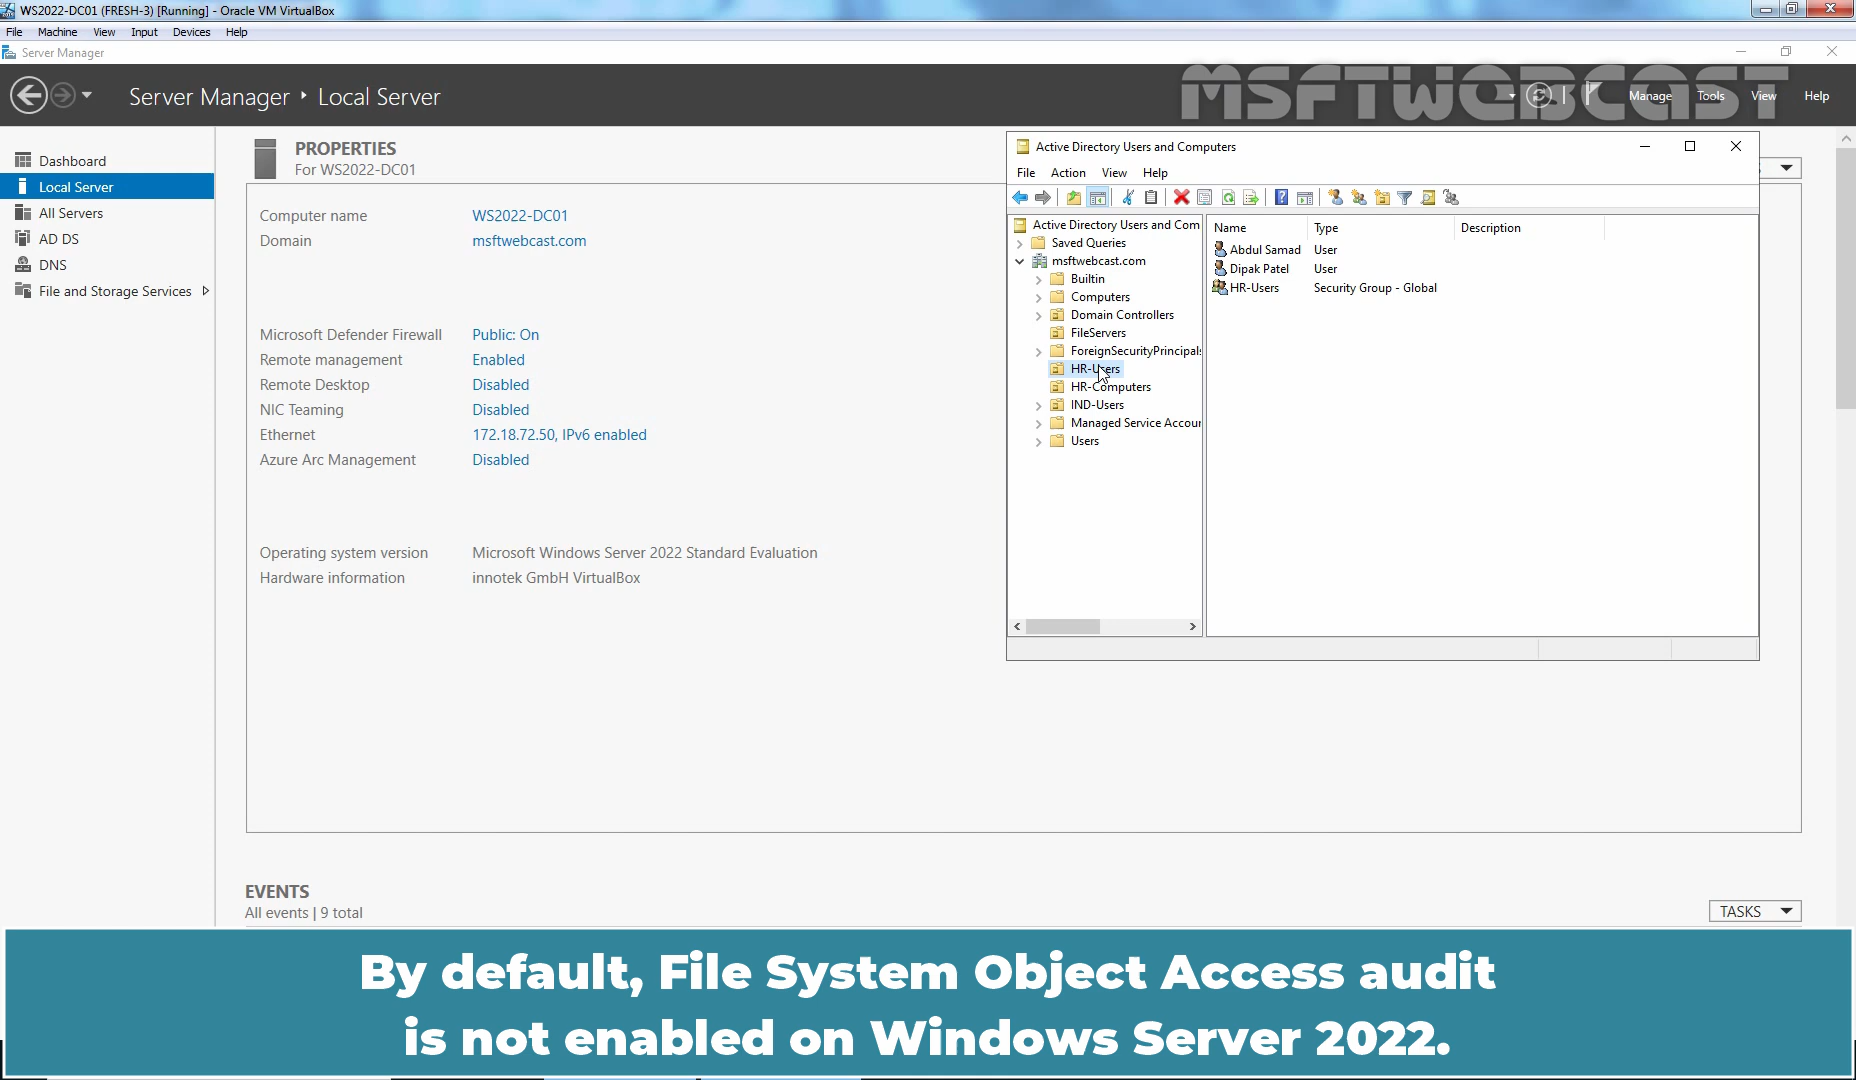 WS2022-DC01 (FRESH-3) [Running] - Oracle VM VirtualBox
File Machine View Input Devices Help
Server Manager
Server Manager Local Server
MSFTWEBCAST
Manage Tools View Help
Dashboard
Local Server
All Servers
AD DS
DNS
File and Storage Services
PROPERTIES
For WS2022-DC01
Computer name WS2022-DC01
Domain msftwebcast.com
Microsoft Defender Firewall Public: On
Remote management Enabled
Remote Desktop Disabled
NIC Teaming Disabled
Ethernet 172.18.72.50, IPv6 enabled
Azure Arc Management Disabled
Operating system version Microsoft Windows Server 2022 Standard Evaluation
Hardware information innotek GmbH VirtualBox
Active Directory Users and Computers
File Action View Help
Active Directory Users and Com
Saved Queries
msftwebcast.com
Builtin
Computers
Domain Controllers
FileServers
ForeignSecurityPrincipals
HR-Users
HR-Computers
IND-Users
Managed Service Accour
Users
Name Type Description
Abdul Samad User
Dipak Patel User
HR-Users Security Group - Global
EVENTS
All events | 9 total
TASKS
By default, File System Object Access audit
is not enabled on Windows Server 2022.